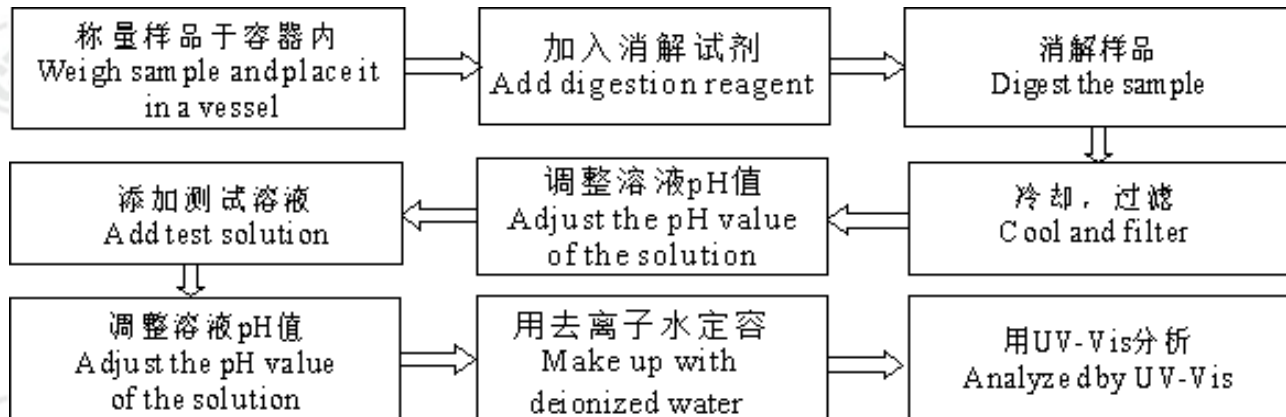 称量样品于容器内
Weigh sample and place it
in a vessel
加入消解试剂
Add digestion reagent
消解样品
Digest the sample
冷却，过滤
Cool and filter
调整溶液pH值
Adjust the pH value
of the solution
添加测试溶液
Add test solution
调整溶液pH值
Adjust the pH value
of the solution
用去离子水定容
Make up with
deionized water
用UV-Vis分析
Analyzed by UV-Vis